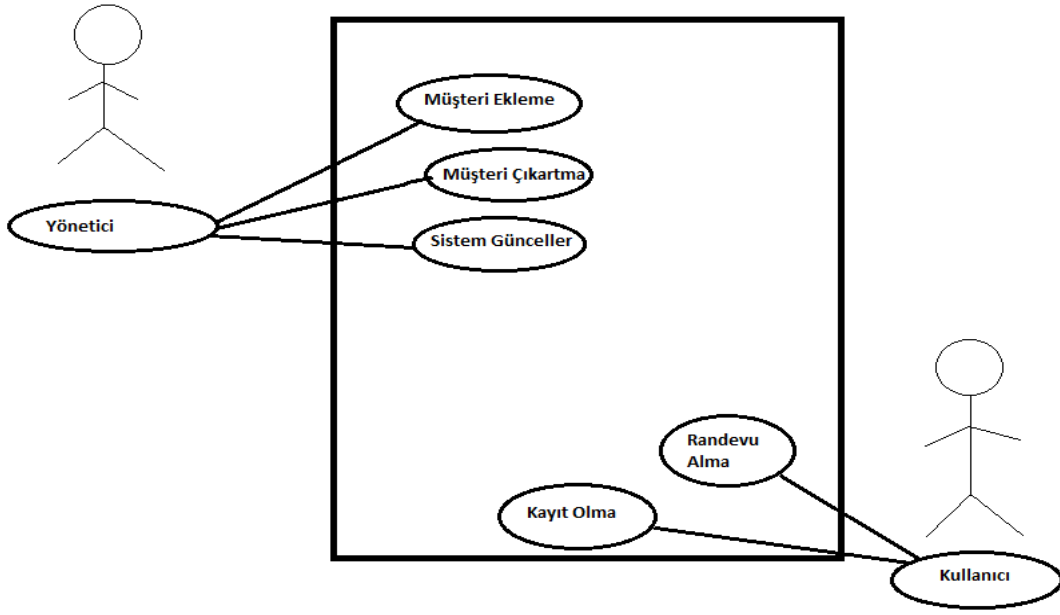 Müşteri Ekleme
Müşteri Çıkartma
Yönetici
Sistem Günceller
Randevu
Alma
Kayıt Olma
Kullanıcı